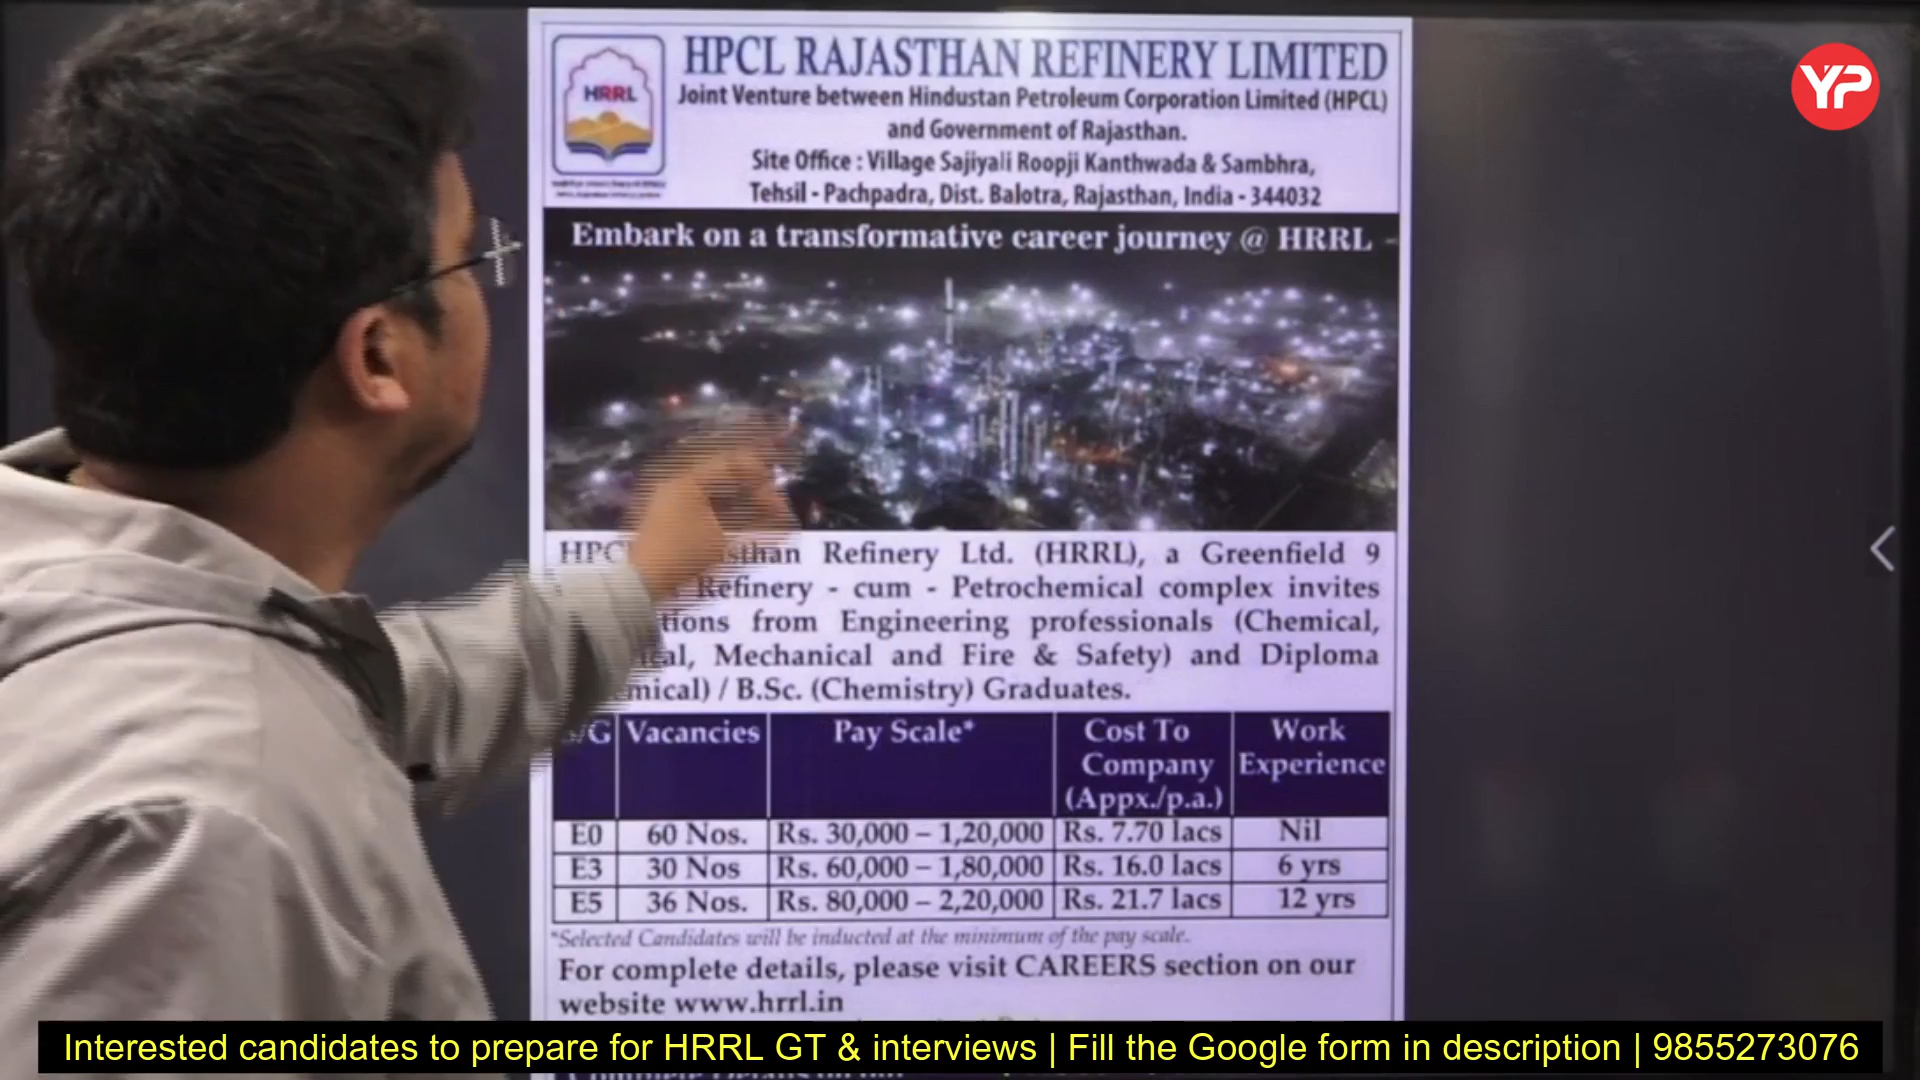 HPCL RAJASTHAN REFINERY LIMITED
HRRL
Joint Venture between Hindustan Petroleum Corporation Limited (HPCL)
and Government of Rajasthan.
Site Office : Village Sajiyali Roopji Kanthwada & Sambhra,
Tehsil - Pachpadra, Dist. Balotra, Rajasthan, India - 344032
YP
Embark on a transformative career journey @ HRRL -
HPC sthan Refinery Ltd. (HRRL), a Greenfield 9
Refinery - cum - Petrochemical complex invites
tions from Engineering professionals (Chemical,
cal, Mechanical and Fire & Safety) and Diploma
mical) / B.Sc. (Chemistry) Graduates.
/G Vacancies Pay Scale* Cost To Company (Appx./p.a.) Work Experience
E0 60 Nos. Rs. 30,000 – 1,20,000 Rs. 7.70 lacs Nil
E3 30 Nos Rs. 60,000 – 1,80,000 Rs. 16.0 lacs 6 yrs
E5 36 Nos. Rs. 80,000 – 2,20,000 Rs. 21.7 lacs 12 yrs
*Selected Candidates will be inducted at the minimum of the pay scale.
For complete details, please visit CAREERS section on our
website www.hrrl.in
Interested candidates to prepare for HRRL GT & interviews | Fill the Google form in description | 9855273076